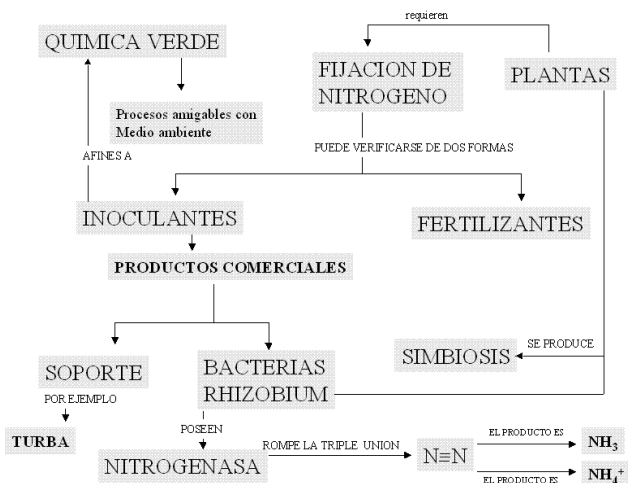 requieren
QUIMICA VERDE
FIJACION DE
NITROGENO
PLANTAS
Procesos amigables con
Medio ambiente
AFINES A
PUEDE VERIFICARSE DE DOS FORMAS
INOCULANTES
FERTILIZANTES
PRODUCTOS COMERCIALES
SE PRODUCE
SIMBIOSIS
SOPORTE
BACTERIAS
RHIZOBIUM
POR EJEMPLO
POSEEN
TURBA
NITROGENASA
ROMPE LA TRIPLE UNION
N≡N
EL PRODUCTO ES
NH₃
EL PRODUCTO ES
NH₄⁺